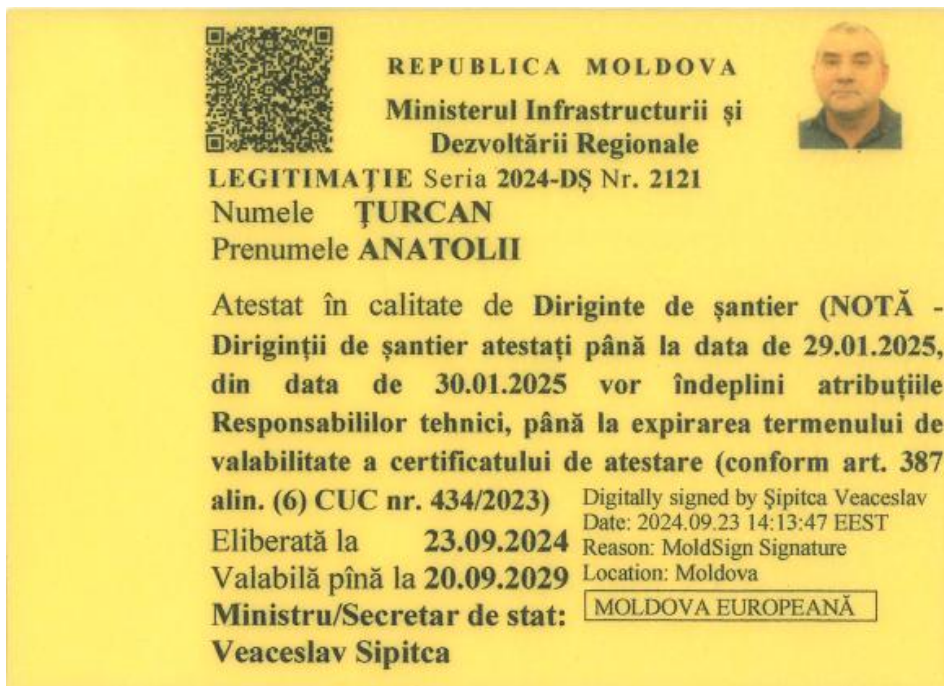 REPUBLICA MOLDOVA
Ministerul Infrastructurii și
Dezvoltării Regionale
LEGITIMAŢIE Seria 2024-DȘ Nr. 2121
Numele ŢURCAN
Prenumele ANATOLII
Atestat în calitate de Diriginte de șantier (NOTĂ -
Diriginții de șantier atestați până la data de 29.01.2025,
din data de 30.01.2025 vor îndeplini atribuțiile
Responsabililor tehnici, până la expirarea termenului de
valabilitate a certificatului de atestare (conform art. 387
alin. (6) CUC nr. 434/2023)
Digitally signed by Șipitca Veaceslav
Date: 2024.09.23 14:13:47 EEST
Reason: MoldSign Signature
Location: Moldova
MOLDOVA EUROPEANĂ
Eliberată la 23.09.2024
Valabilă pînă la 20.09.2029
Ministru/Secretar de stat:
Veaceslav Sipitca